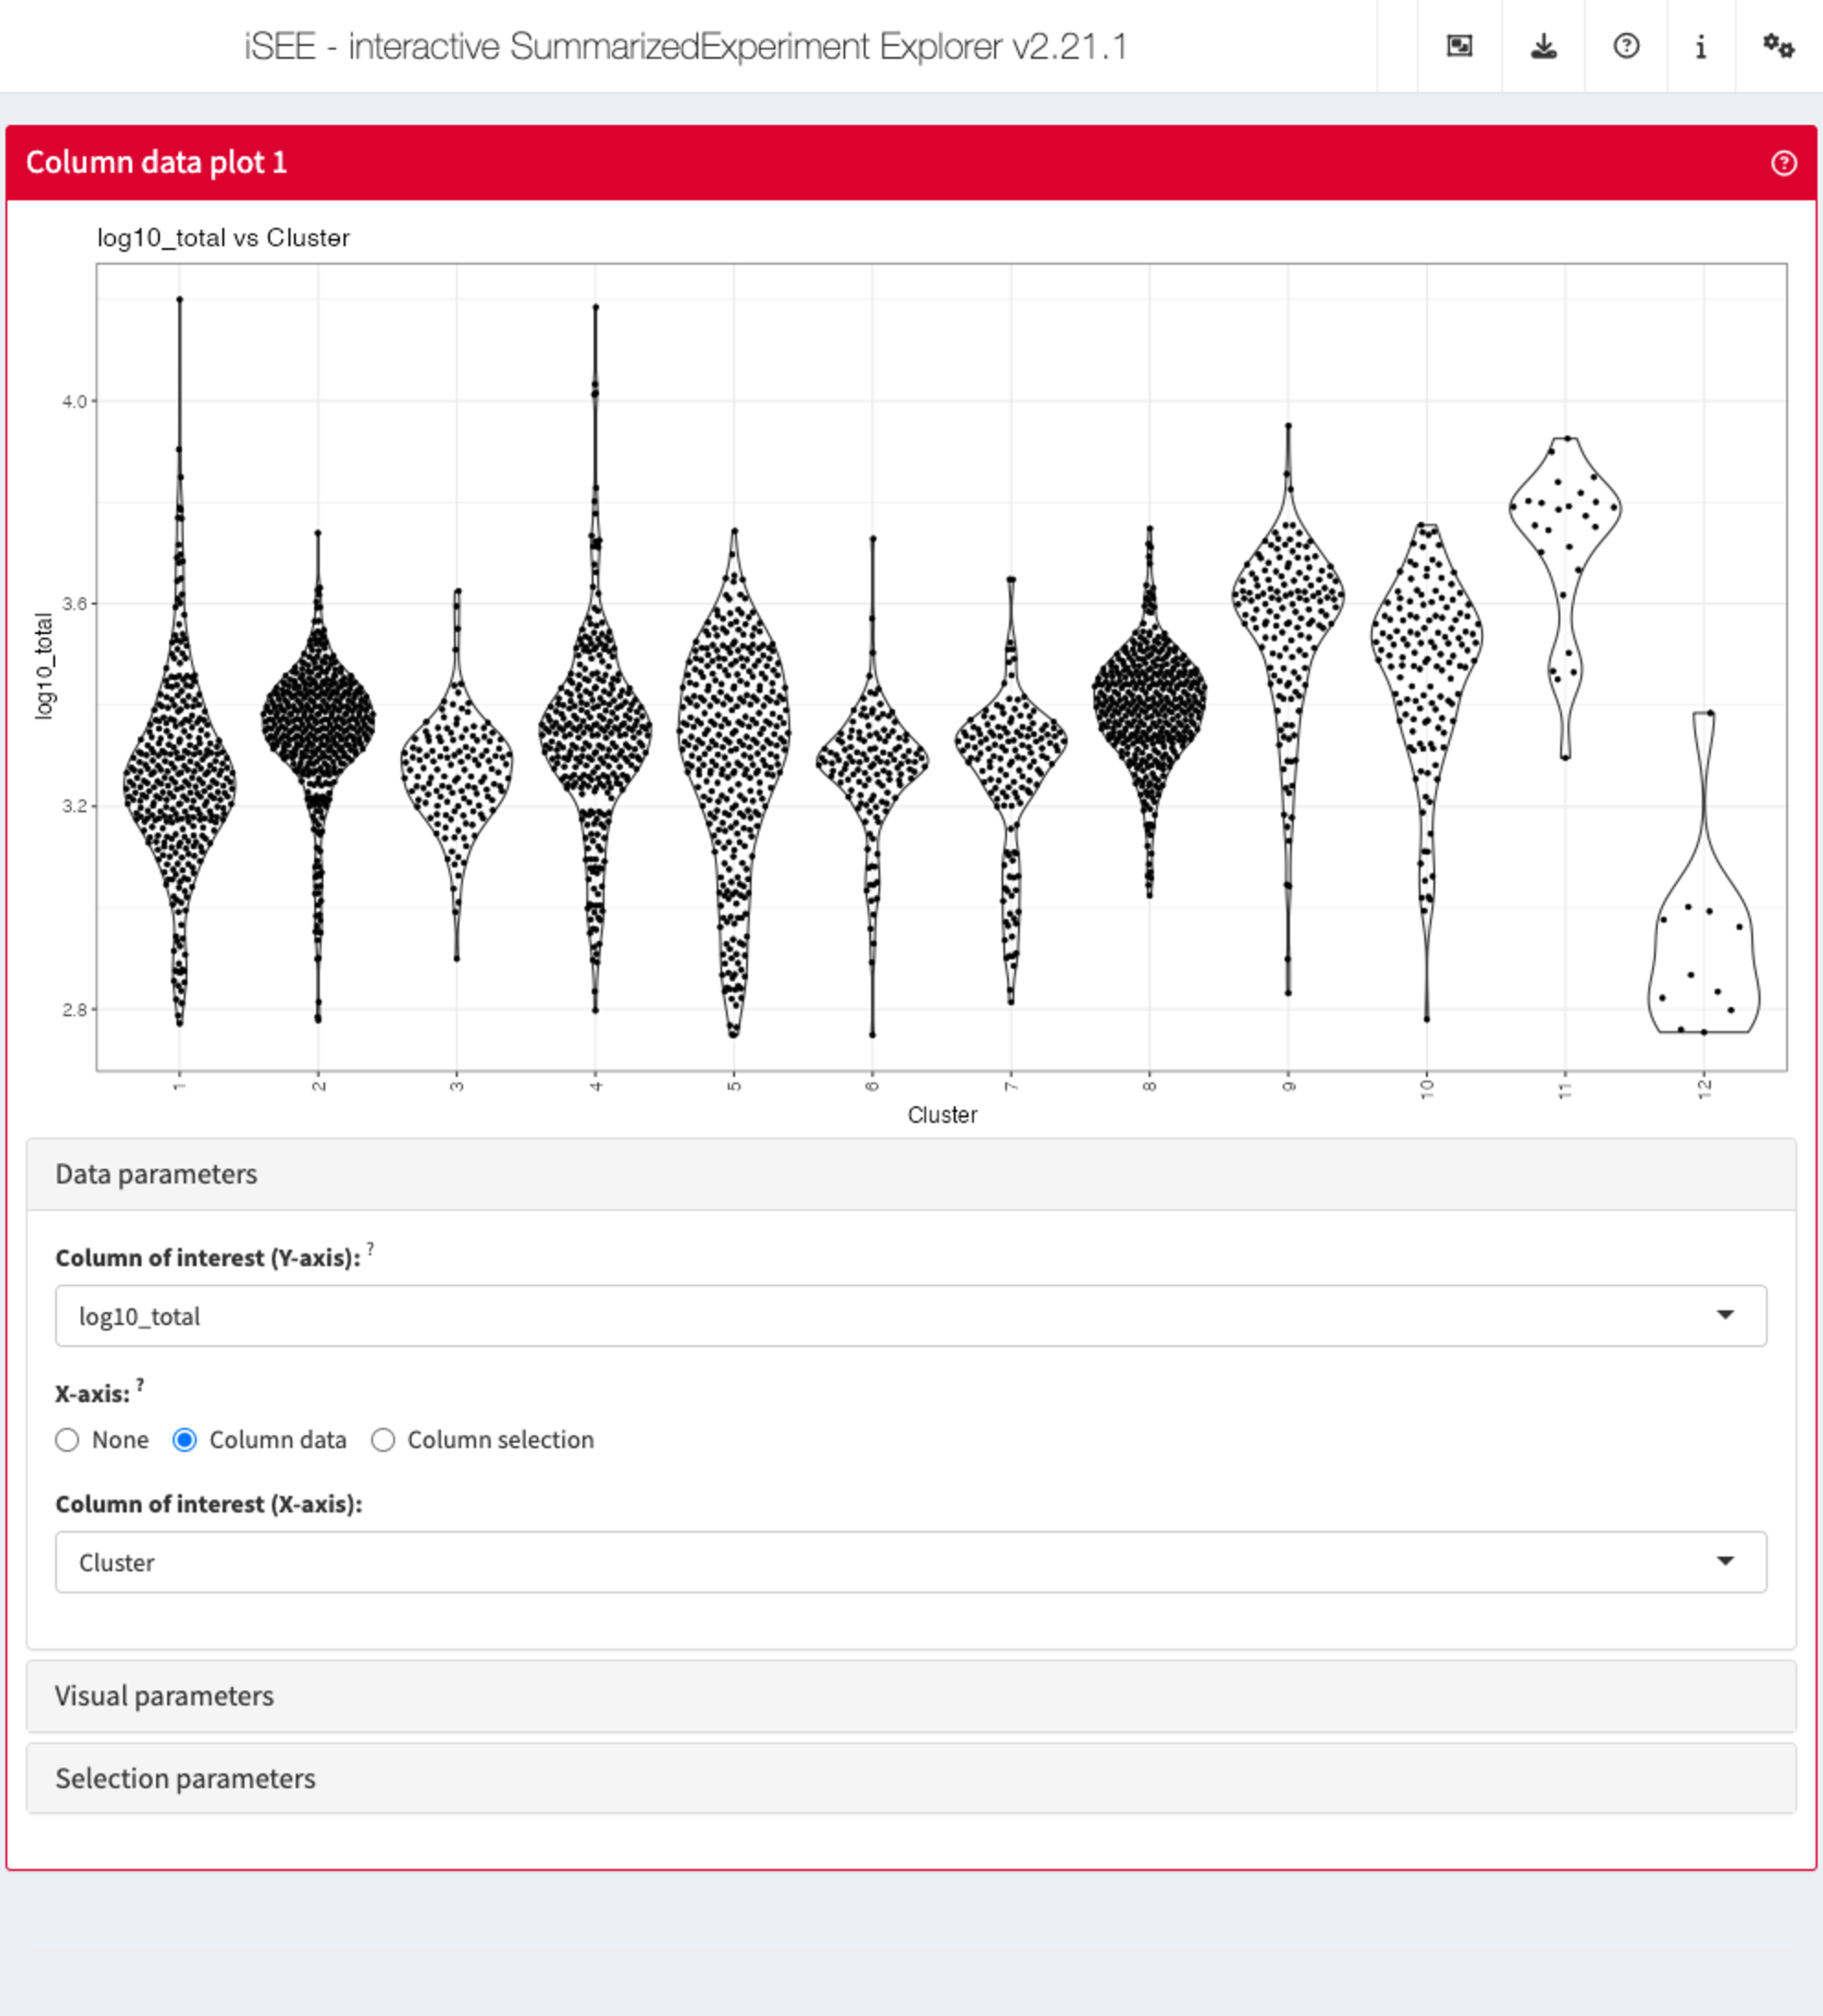 iSEE - interactive SummarizedExperiment Explorer v2.21.1
Column data plot 1
log10_total vs Cluster
4.0
3.6
3.2
2.8
log10_total
1 2 3 4 5 6 7 8 9 10 11 12
Cluster
Data parameters
Column of interest (Y-axis): ?
log10_total
X-axis: ?
None Column data Column selection
Column of interest (X-axis):
Cluster
Visual parameters
Selection parameters